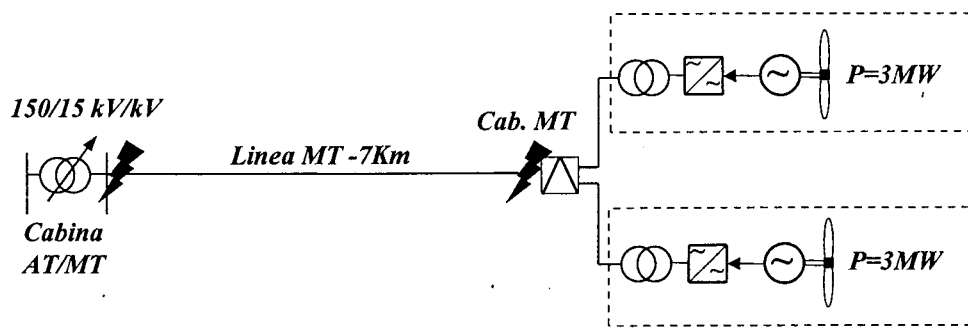 150/15 kV/kV
Linea MT -7Km
Cabina
AT/MT
Cab. MT
P=3MW
P=3MW